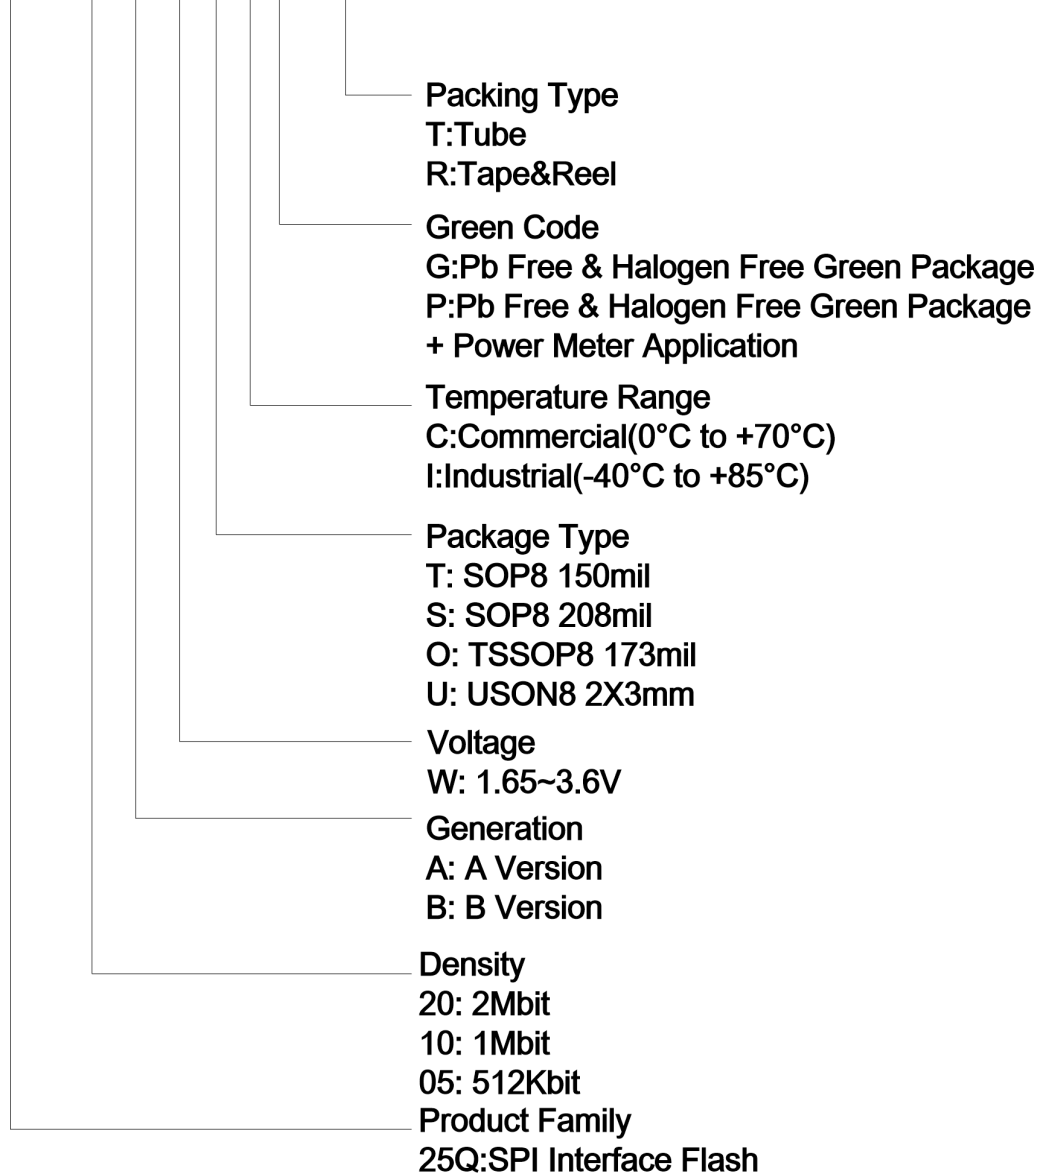 Packing Type
T:Tube
R:Tape&Reel
Green Code
G:Pb Free & Halogen Free Green Package
P:Pb Free & Halogen Free Green Package
+ Power Meter Application
Temperature Range
C:Commercial(0°C to +70°C)
I:Industrial(-40°C to +85°C)
Package Type
T: SOP8 150mil
S: SOP8 208mil
O: TSSOP8 173mil
U: USON8 2X3mm
Voltage
W: 1.65~3.6V
Generation
A: A Version
B: B Version
Density
20: 2Mbit
10: 1Mbit
05: 512Kbit
Product Family
25Q:SPI Interface Flash